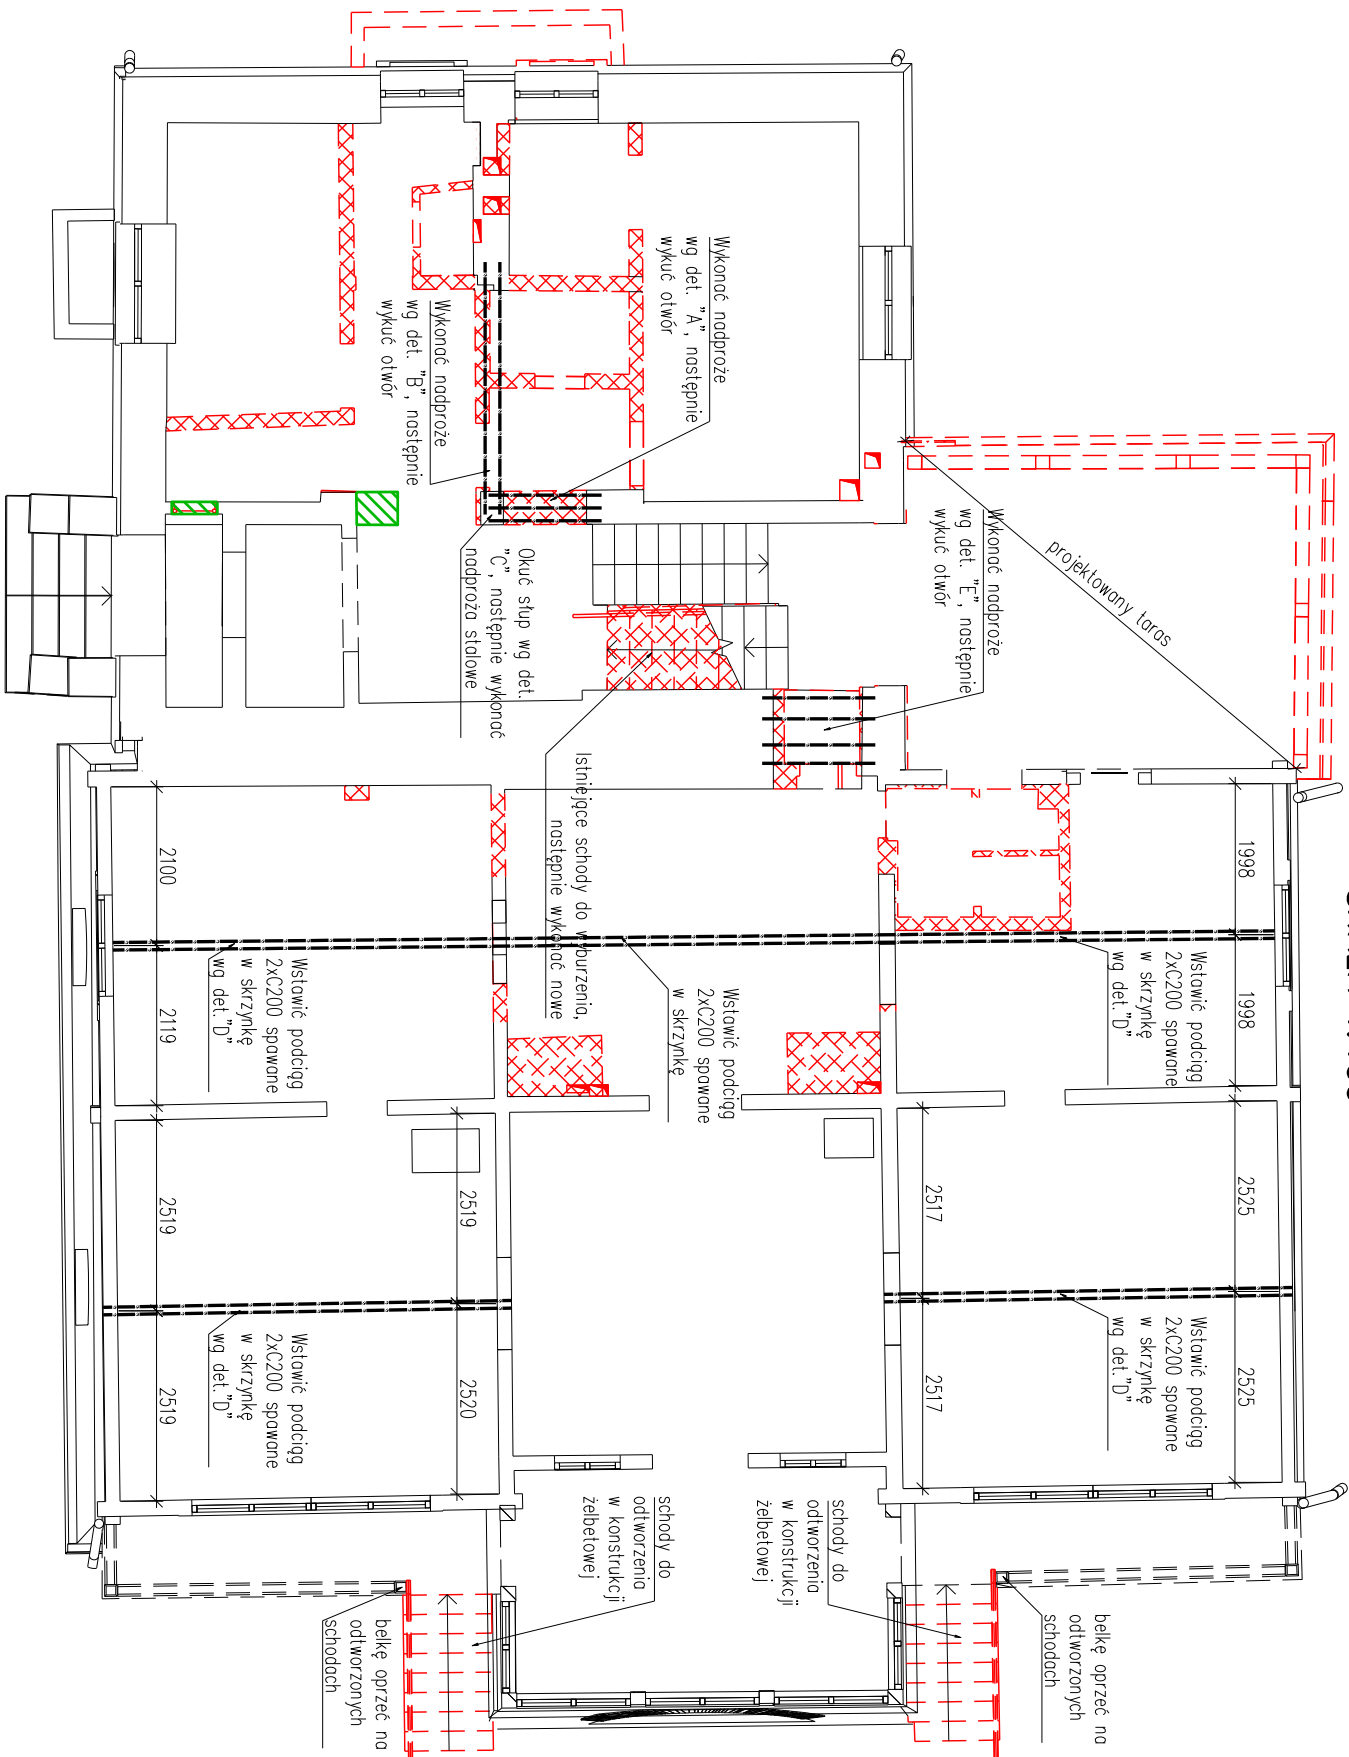 Wykonać nadproże
wg det. "A", następnie
wykuć otwór
Wykonać nadproże
wg det. "B", następnie
wykuć otwór
Okuć słup wg det.
"C", następnie wykonać
nadproża stalowe
Wykonać nadproże
wg det. "E", następnie
wykuć otwór
projektowany taras
Istniejące schody do wyburzenia,
następnie wykonać nowe
1998
1998
2100
2119
Wstawić podciąg
2xC200 spawane
w skrzynkę
wg det."D"
Wstawić podciąg
2xC200 spawane
w skrzynkę
Wstawić podciąg
2xC200 spawane
w skrzynkę
wg det."D"
2525
2517
2519
2519
Wstawić podciąg
2xC200 spawane
w skrzynkę
wg det."D"
Wstawić podciąg
2xC200 spawane
w skrzynkę
wg det."D"
2525
2517
2520
2519
schody do
odtworzenia
w konstrukcji
żelbetowej
schody do
odtworzenia
w konstrukcji
żelbetowej
belkę oprzeć na
odtworzonych
schodach
belkę oprzeć na
odtworzonych
schodach